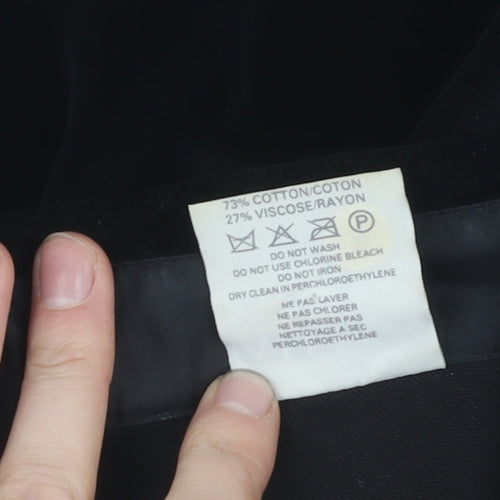 73% COTTON/COTON
27% VISCOSE/RAYON
P
DO NOT WASH
DO NOT USE CHLORINE BLEACH
DO NOT IRON
DRY CLEAN IN PERCHLOROETHYLENE
NE PAS LAVER
NE PAS CHLORER
NE REPASSER PAS
NETTOYAGE A SEC
PERCHLOROETHYLENE